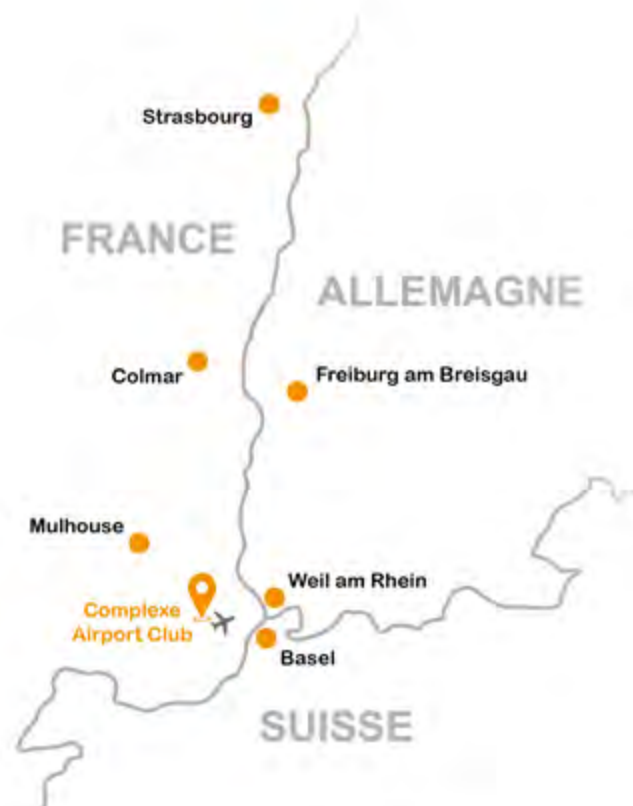 Strasbourg
FRANCE
ALLEMAGNE
Colmar
Freiburg am Breisgau
Mulhouse
Weil am Rhein
Complexe
Airport Club
Basel
SUISSE